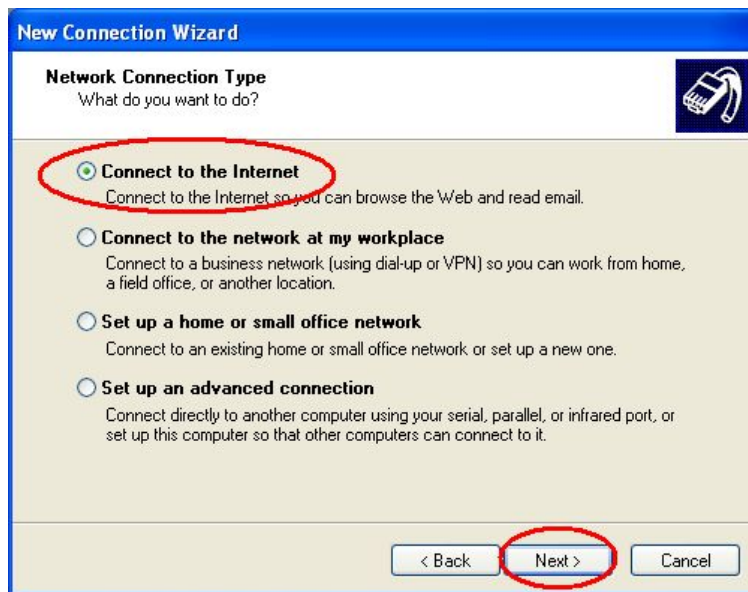 New Connection Wizard
Network Connection Type
What do you want to do?
Connect to the Internet
Connect to the Internet so you can browse the Web and read email.
Connect to the network at my workplace
Connect to a business network (using dial-up or VPN) so you can work from home,
a field office, or another location.
Set up a home or small office network
Connect to an existing home or small office network or set up a new one.
Set up an advanced connection
Connect directly to another computer using your serial, parallel, or infrared port, or
set up this computer so that other computers can connect to it.
< Back Next > Cancel